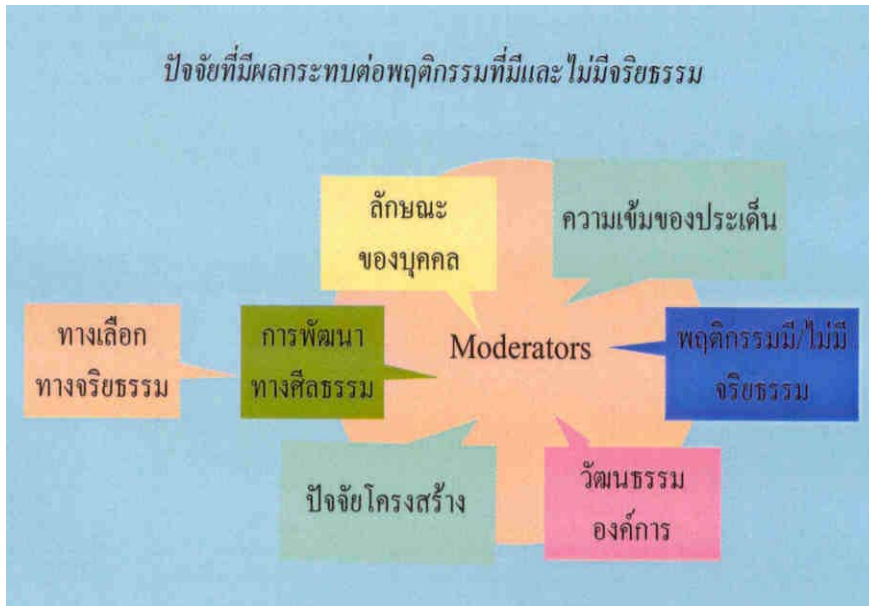 ปัจจัยที่มีผลกระทบต่อพฤติกรรมที่มีและไม่มีจริยธรรม
ลักษณะ
ของบุคคล
ความเข้มของประเด็น
ทางเลือก
ทางจริยธรรม
การพัฒนา
ทางศีลธรรม
Moderators
พฤติกรรมมี/ไม่มี
จริยธรรม
ปัจจัยโครงสร้าง
วัฒนธรรม
องค์การ